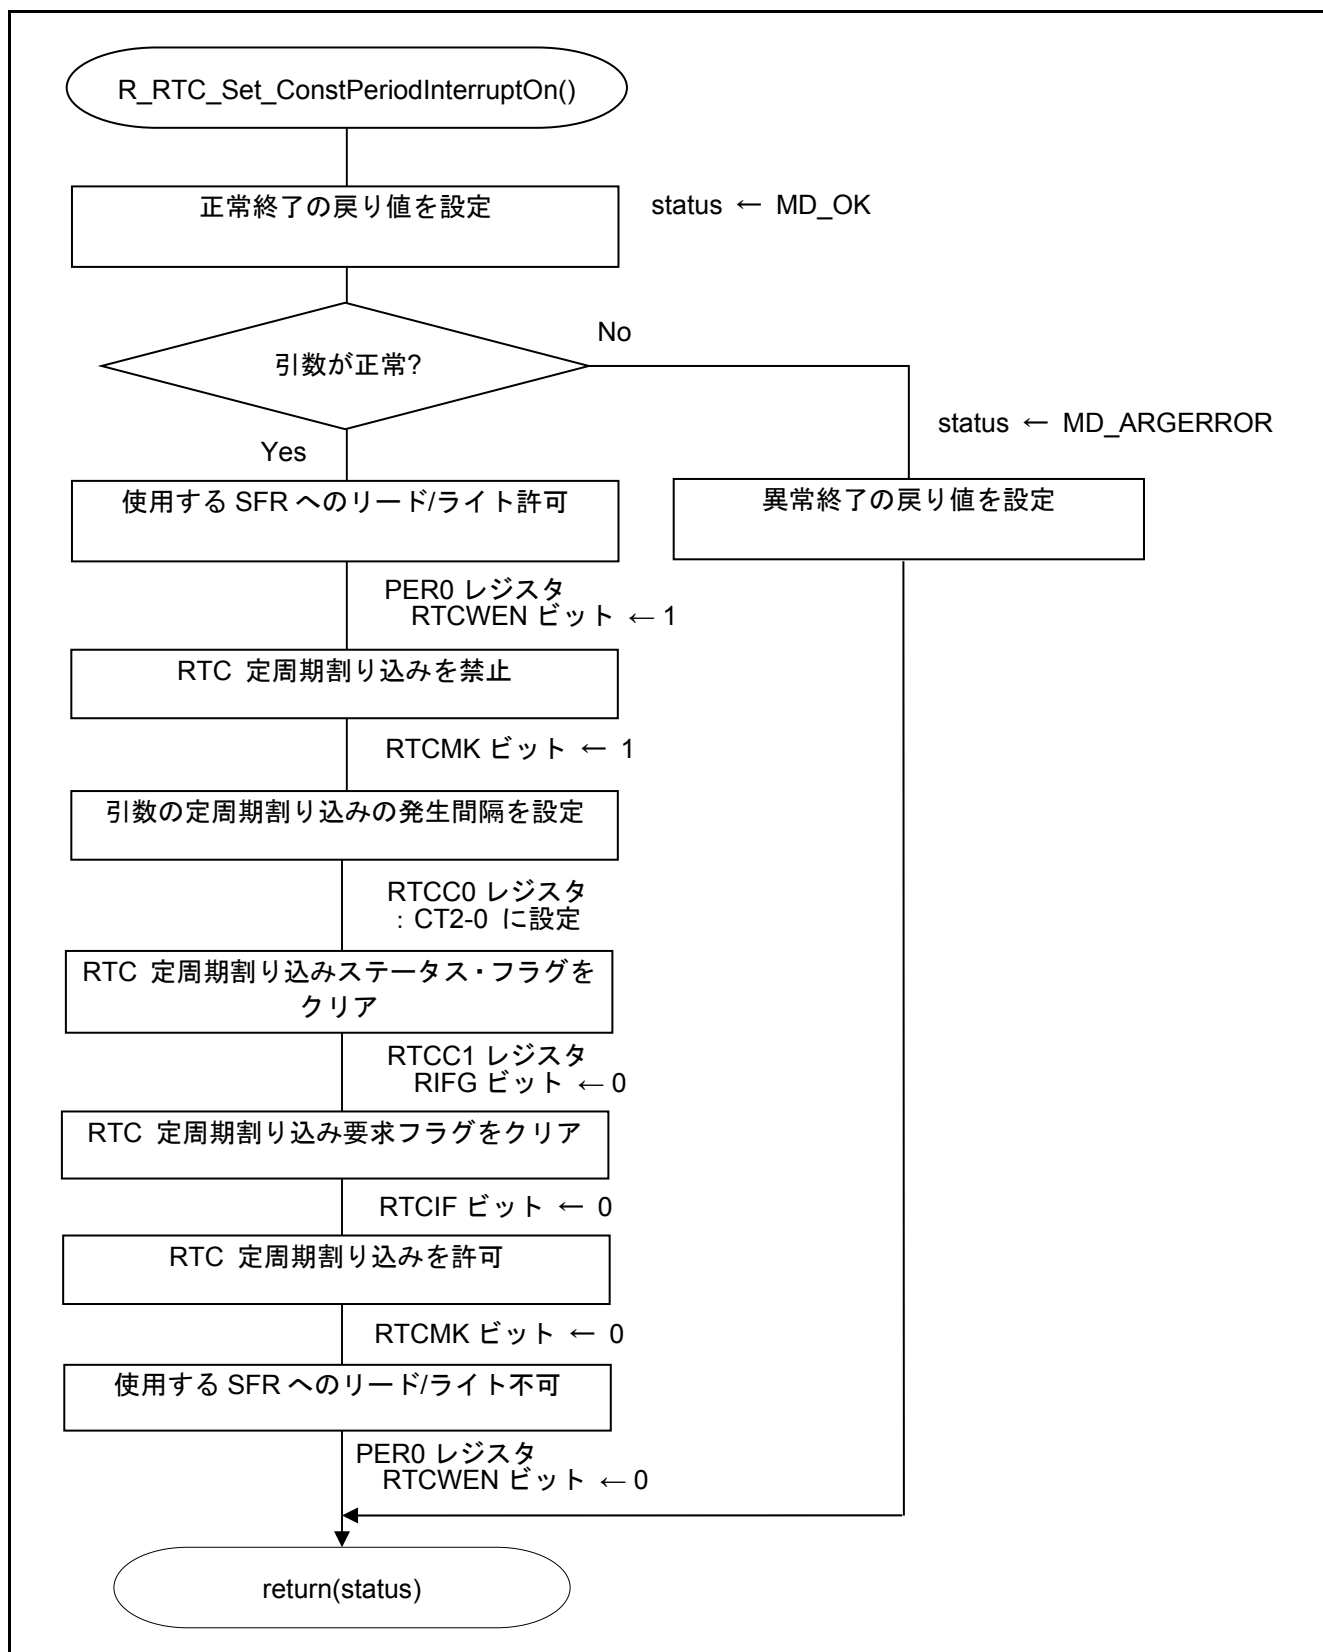 R_RTC_Set_ConstPeriodInterruptOn()
正常終了の戻り値を設定
status ← MD_OK
引数が正常?
No
Yes
status ← MD_ARGERROR
使用する SFR へのリード/ライト許可
異常終了の戻り値を設定
PER0 レジスタ
RTCWEN ビット ← 1
RTC 定周期割り込みを禁止
RTCMK ビット ← 1
引数の定周期割り込みの発生間隔を設定
RTCC0 レジスタ
: CT2-0 に設定
RTC 定周期割り込みステータス・フラグを
クリア
RTCC1 レジスタ
RIFG ビット ← 0
RTC 定周期割り込み要求フラグをクリア
RTCIF ビット ← 0
RTC 定周期割り込みを許可
RTCMK ビット ← 0
使用する SFR へのリード/ライト不可
PER0 レジスタ
RTCWEN ビット ← 0
return(status)